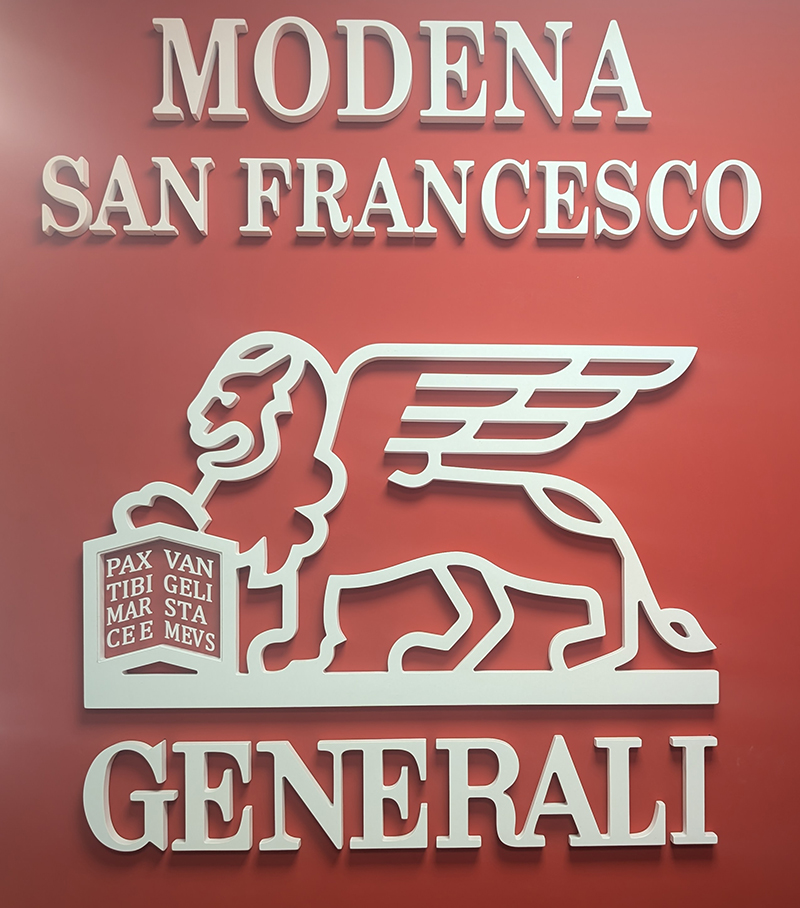 MODENA
SAN FRANCESCO
PAX
TIBI
MAR
CE E
VAN
GELI
STA
MEVS
GENERALI